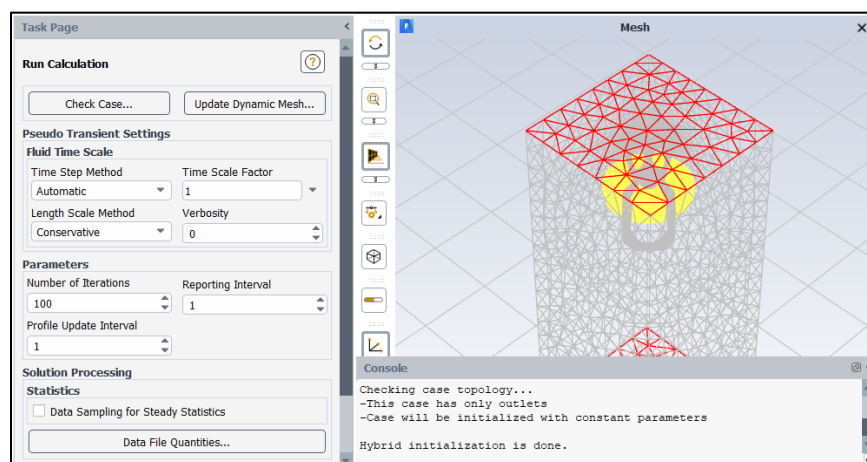 Task Page
Run Calculation
?
Check Case... Update Dynamic Mesh...
Pseudo Transient Settings
Fluid Time Scale
Time Step Method Time Scale Factor
Automatic 1
Length Scale Method Verbosity
Conservative 0
Parameters
Number of Iterations Reporting Interval
100 1
Profile Update Interval
1
Solution Processing
Statistics
Data Sampling for Steady Statistics
Data File Quantities...
Mesh
Console
Checking case topology...
-This case has only outlets
-Case will be initialized with constant parameters
Hybrid initialization is done.